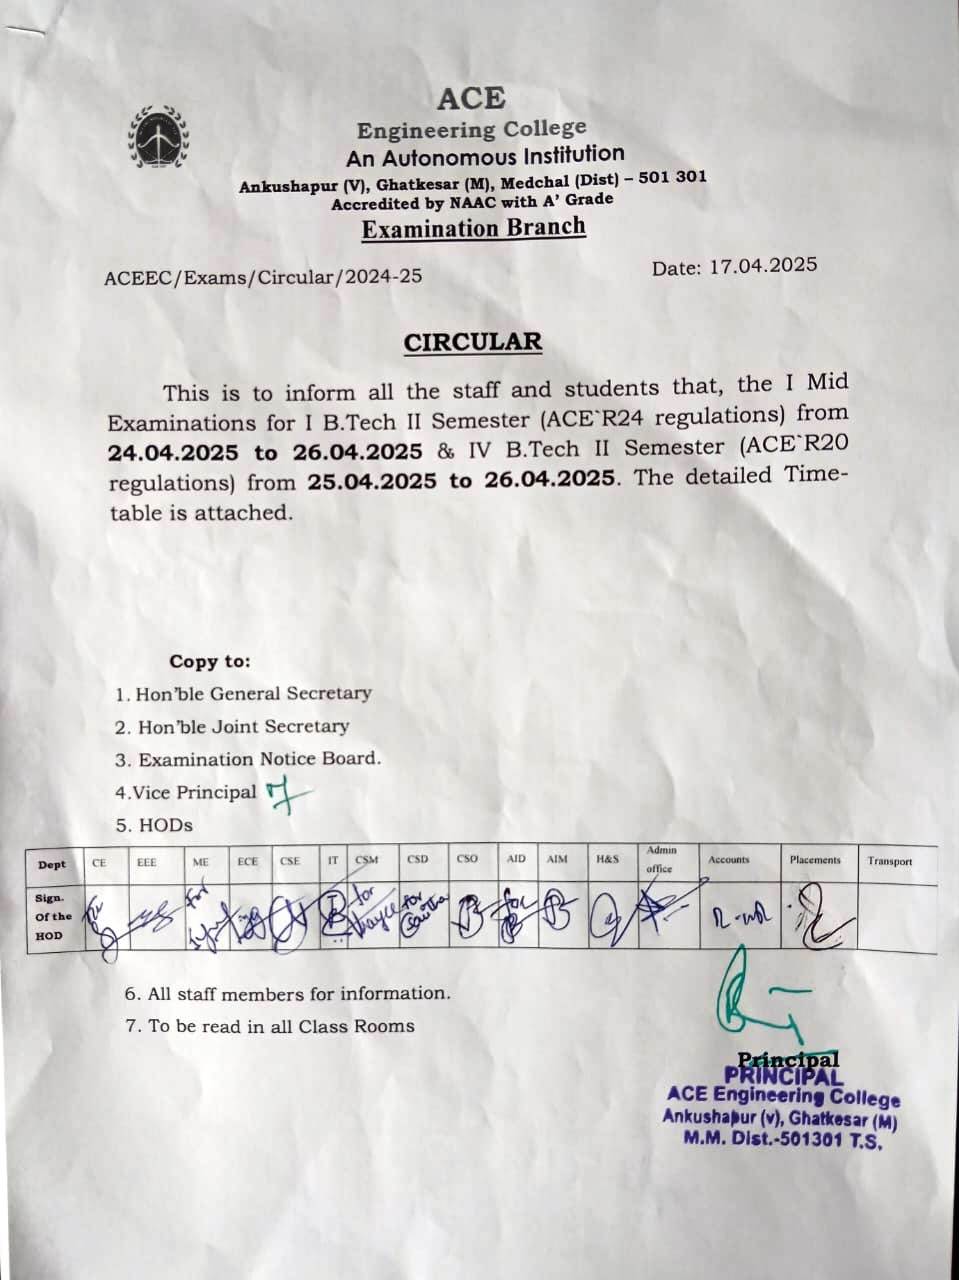 ACE
Engineering College
An Autonomous Institution
Ankushapur (V), Ghatkesar (M), Medchal (Dist) – 501 301
Accredited by NAAC with A' Grade
Examination Branch
ACEEC/Exams/Circular/2024-25
Date: 17.04.2025
CIRCULAR
This is to inform all the staff and students that, the I Mid
Examinations for I B.Tech II Semester (ACE`R24 regulations) from
24.04.2025 to 26.04.2025 & IV B.Tech II Semester (ACE`R20
regulations) from 25.04.2025 to 26.04.2025. The detailed Time-
table is attached.
Copy to:
1. Hon'ble General Secretary
2. Hon'ble Joint Secretary
3. Examination Notice Board.
4.Vice Principal
5. HODs
Dept CE EEE ME ECE CSE IT CSM CSD CSO AID AIM H&S Admin office Accounts Placements Transport
Sign.
Of the
HOD
for for for for
6. All staff members for information.
7. To be read in all Class Rooms
Principal
PRINCIPAL
ACE Engineering College
Ankushapur (v), Ghatkesar (M)
M.M. Dist.-501301 T.S.